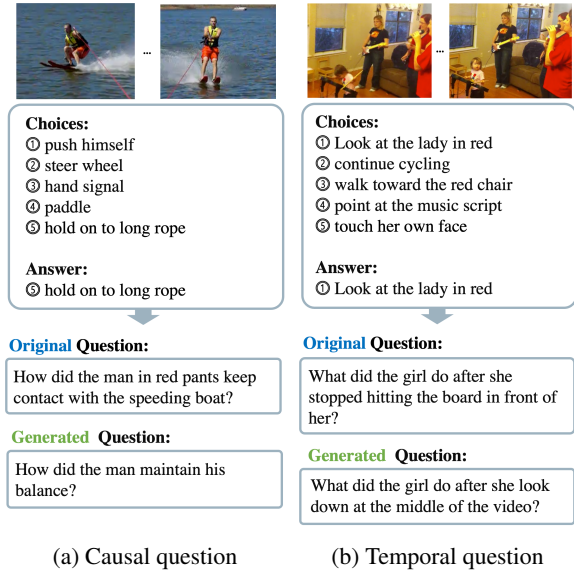 ...
Choices:
① push himself
② steer wheel
③ hand signal
④ paddle
⑤ hold on to long rope
Answer:
⑤ hold on to long rope
Original Question:
How did the man in red pants keep
contact with the speeding boat?
Generated Question:
How did the man maintain his
balance?
(a) Causal question
...
Choices:
① Look at the lady in red
② continue cycling
③ walk toward the red chair
④ point at the music script
⑤ touch her own face
Answer:
① Look at the lady in red
Original Question:
What did the girl do after she
stopped hitting the board in front of
her?
Generated Question:
What did the girl do after she look
down at the middle of the video?
(b) Temporal question